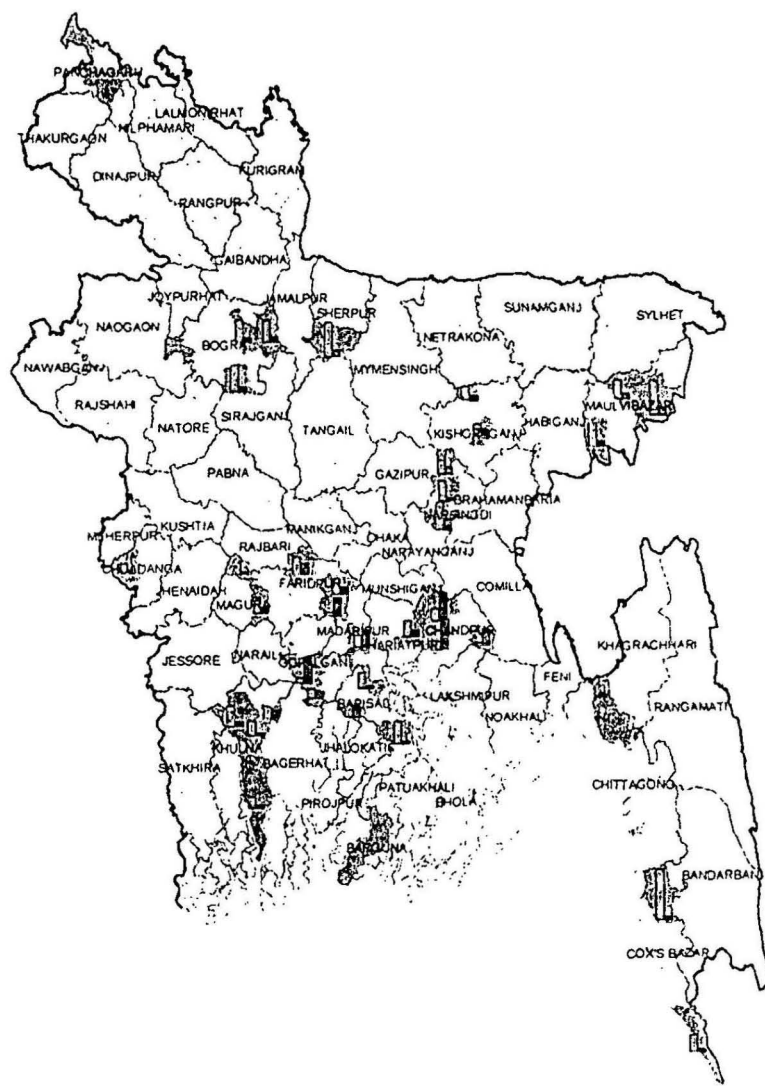 PANCHAGARH
LALMONIRHAT
THAKURGAON
NILPHAMARI
DINAJPUR
KURIGRAM
RANGPUR
GAIBANDHA
JOYPURHAT
JAMALPUR
SHERPUR
SUNAMGANJ
SYLHET
NAOGAON
NETRAKONA
BOGRA
NAWABGANJ
MYMENSINGH
RAJSHAHI
MAULVIBAZAR
SIRAJGANJ
HABIGANJ
NATORE
TANGAIL
KISHORGANJ
PABNA
GAZIPUR
BRAHAMANBARIA
NARSINGDI
KUSHTIA
MANIKGANJ
MEHERPUR
DHAKA
RAJBARI
NARAYANGANJ
CHUADANGA
FARIDPUR
HENAIDAH
MUNSHIGANJ
COMILLA
MAGURA
MADARIPUR
CHANDPUR
HARIATPUR
KHAGRACHHARI
JESSORE
NARAIL
GOPALGANJ
FENI
LAKSHMIPUR
BARISAL
NOAKHALI
RANGAMATI
KHULNA
JHALOKATI
SATKHIRA
BAGERHAT
CHITTAGONG
PATUAKHALI
PIROJPUR
BHOLA
BARGUNA
BANDARBAN
COX'S BAZAR